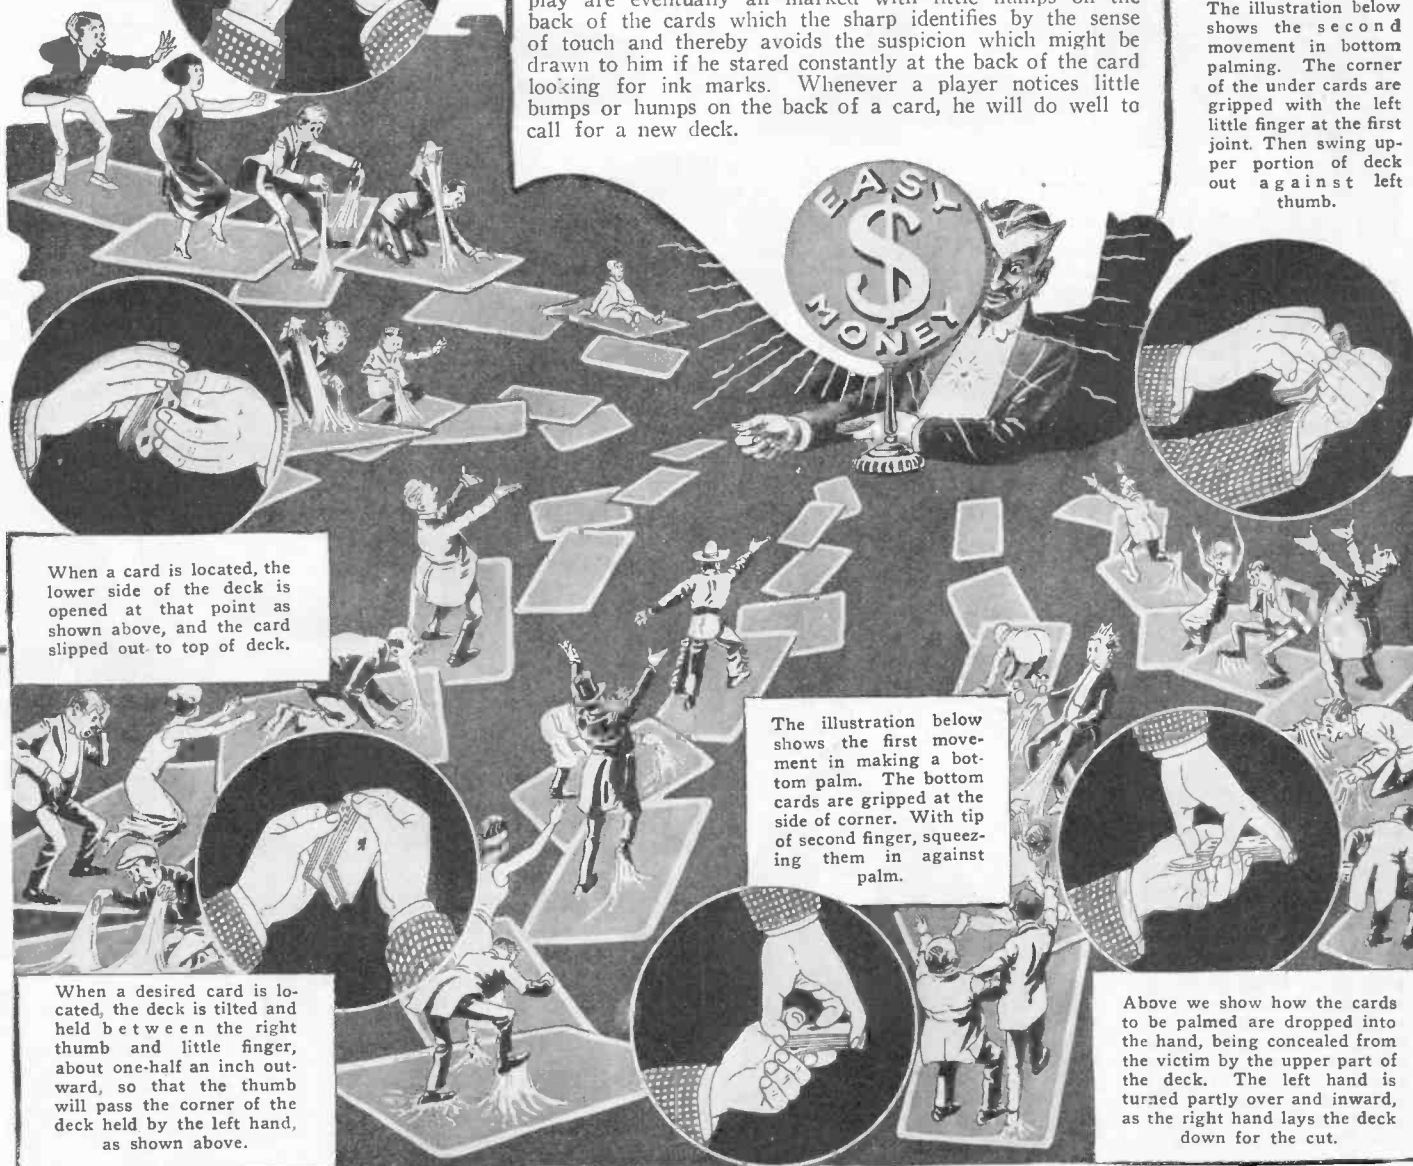 play are eventually all marked with little humps on the
back of the cards which the sharp identifies by the sense
of touch and thereby avoids the suspicion which might be
drawn to him if he stared constantly at the back of the card
looking for ink marks. Whenever a player notices little
bumps or humps on the back of a card, he will do well to
call for a new deck.
The illustration below
shows the second
movement in bottom
palming. The corner
of the under cards are
gripped with the left
little finger at the first
joint. Then swing up-
per portion of deck
out against left
thumb.
EASY
$
MONEY
When a card is located, the
lower side of the deck is
opened at that point as
shown above, and the card
slipped out to top of deck.
The illustration below
shows the first move-
ment in making a bot-
tom palm. The bottom
cards are gripped at the
side of corner. With tip
of second finger, squeez-
ing them in against
palm.
When a desired card is lo-
cated, the deck is tilted and
held between the right
thumb and little finger,
about one-half an inch out-
ward, so that the thumb
will pass the corner of the
deck held by the left hand,
as shown above.
Above we show how the cards
to be palmed are dropped into
the hand, being concealed from
the victim by the upper part of
the deck. The left hand is
turned partly over and inward,
as the right hand lays the deck
down for the cut.